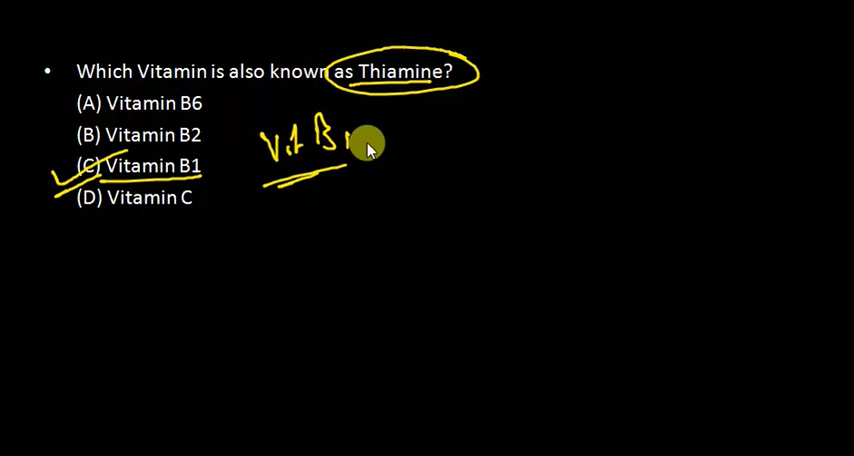 • Which Vitamin is also known as Thiamine?
(A) Vitamin B6
(B) Vitamin B2
(C) Vitamin B1
(D) Vitamin C
Vit B1